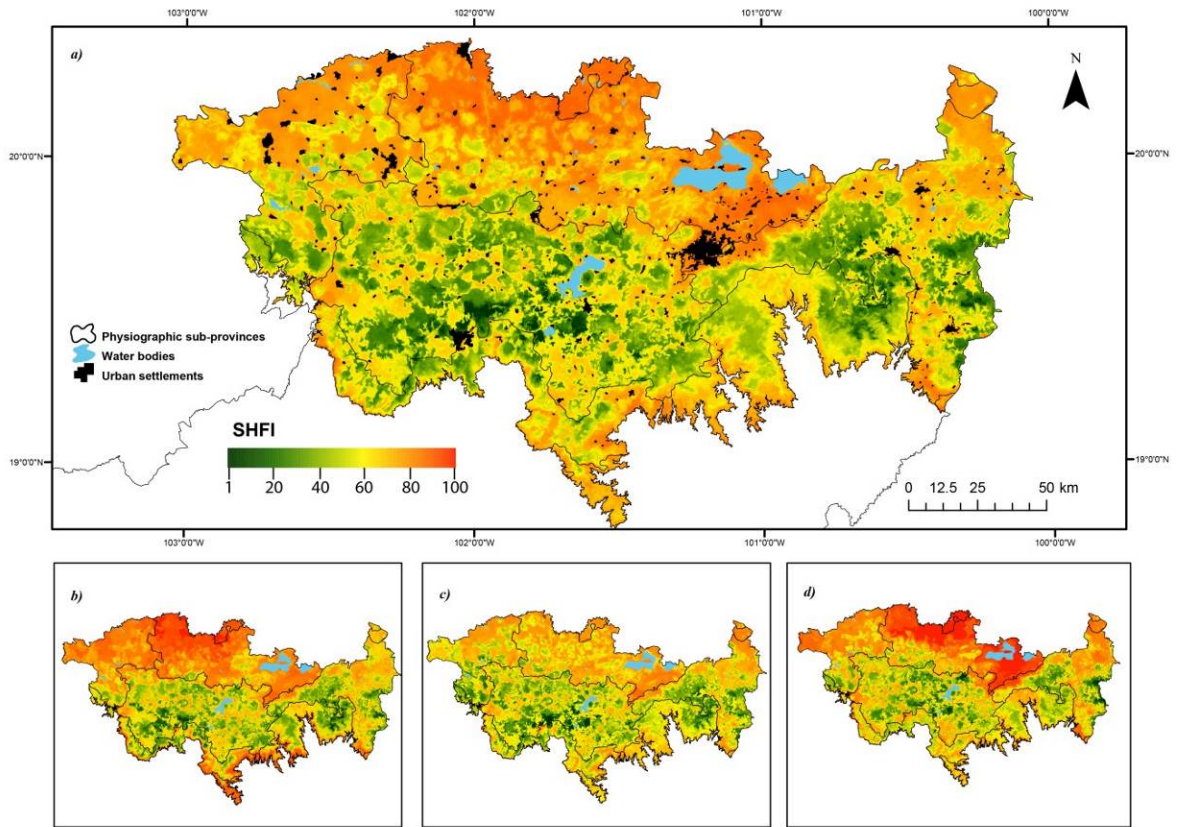 103°0'0"W 102°0'0"W 101°0'0"W 100°0'0"W
a)
N
20°0'0"N 20°0'0"N
Physiographic sub-provinces
Water bodies
Urban settlements
SHFI
1 20 40 60 80 100
0 12.5 25 50 km
19°0'0"N 19°0'0"N
103°0'0"W 102°0'0"W 101°0'0"W 100°0'0"W
b) c) d)